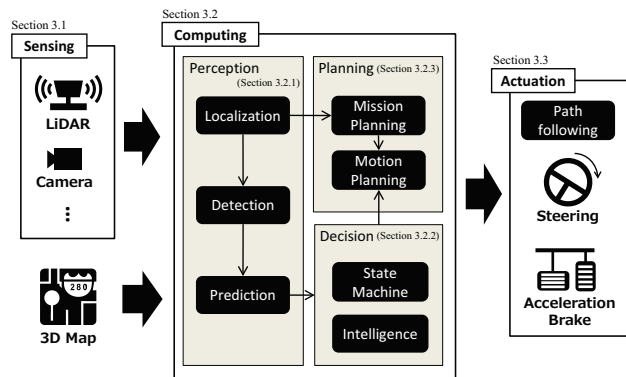 Section 3.1
Sensing
LiDAR
Camera
280
3D Map
Section 3.2
Computing
Perception
(Section 3.2.1)
Localization
Detection
Prediction
Planning (Section 3.2.3)
Mission
Planning
Motion
Planning
Decision (Section 3.2.2)
State
Machine
Intelligence
Section 3.3
Actuation
Path
following
Steering
Acceleration
Brake